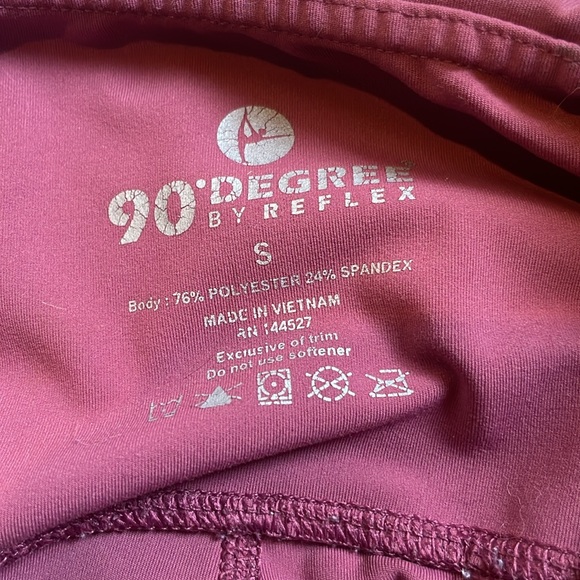 90° DEGREE®
BY REFLEX
S
Body : 76% POLYESTER 24% SPANDEX
MADE IN VIETNAM
RN 144527
Exclusive of trim
Do not use softener